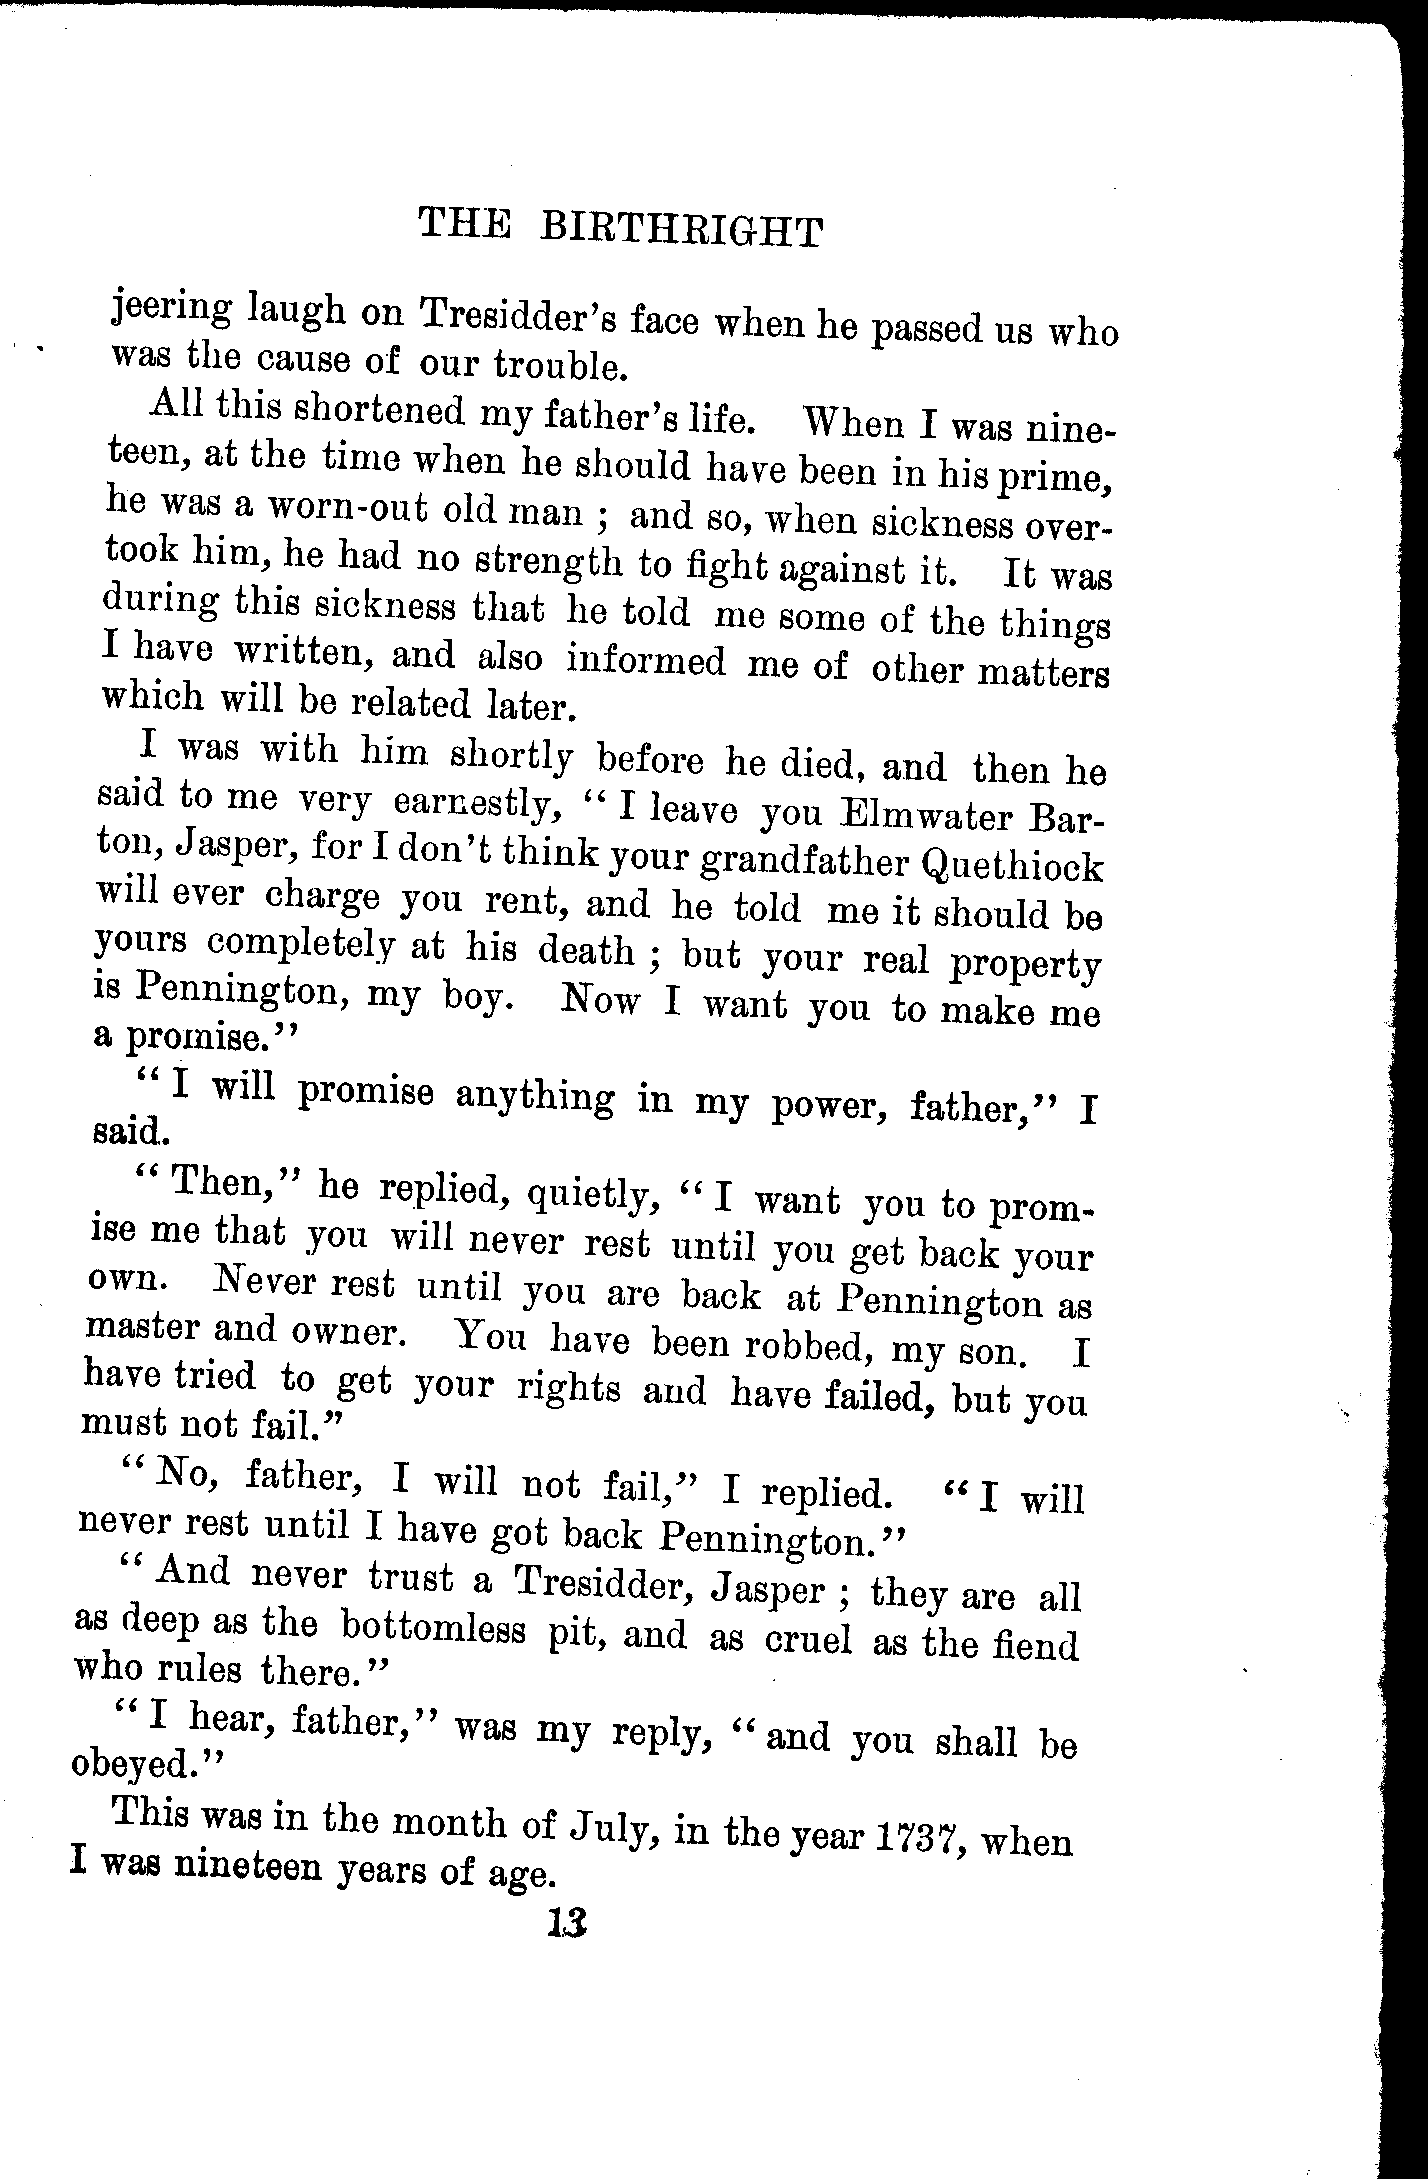 THE BIRTHRIGHT
jeering laugh on Tresidder's face when he passed us who
was the cause of our trouble.
All this shortened my father's life. When I was nine-
teen, at the time when he should have been in his prime,
he was a worn-out old man ; and so, when sickness over-
took him, he had no strength to fight against it. It was
during this sickness that he told me some of the things
I have written, and also informed me of other matters
which will be related later.
I was with him shortly before he died, and then he
said to me very earnestly, “ I leave you Elmwater Bar-
ton, Jasper, for I don't think your grandfather Quethiock
will ever charge you rent, and he told me it should be
yours completely at his death ; but your real property
is Pennington, my boy. Now I want you to make me
a promise.”
“ I will promise anything in my power, father,” I
said.
“ Then,” he replied, quietly, “ I want you to prom-
ise me that you will never rest until you get back your
own. Never rest until you are back at Pennington as
master and owner. You have been robbed, my son. I
have tried to get your rights and have failed, but you
must not fail.”
“ No, father, I will not fail,” I replied. “ I will
never rest until I have got back Pennington.”
“ And never trust a Tresidder, Jasper ; they are all
as deep as the bottomless pit, and as cruel as the fiend
who rules there.”
“ I hear, father,” was my reply, “ and you shall be
obeyed.”
This was in the month of July, in the year 1737, when
I was nineteen years of age.
13